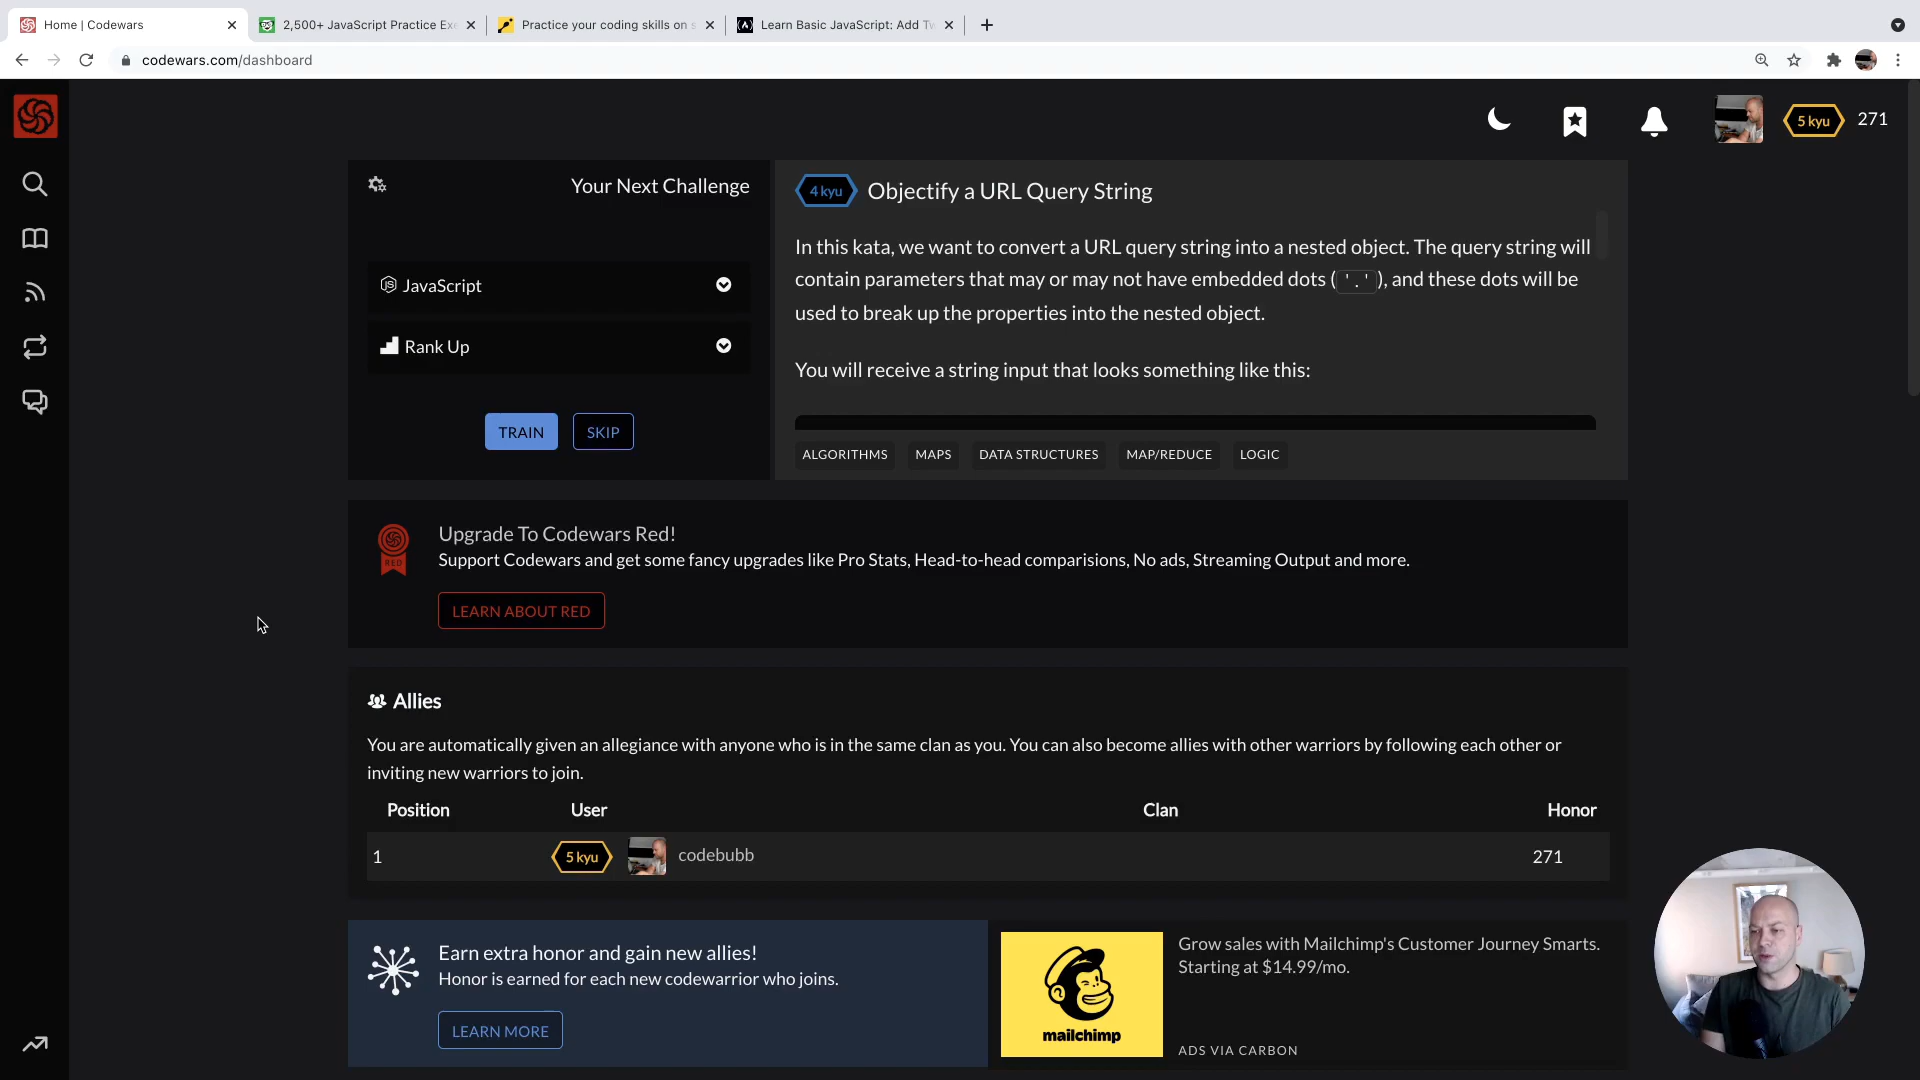 Home | Codewars
2,500+ JavaScript Practice Exe
Practice your coding skills on s
Learn Basic JavaScript: Add Tw
codewars.com/dashboard
5 kyu
271
Your Next Challenge
JavaScript
Rank Up
TRAIN
SKIP
4 kyu
Objectify a URL Query String
In this kata, we want to convert a URL query string into a nested object. The query string will
contain parameters that may or may not have embedded dots ( '.' ), and these dots will be
used to break up the properties into the nested object.
You will receive a string input that looks something like this:
ALGORITHMS
MAPS
DATA STRUCTURES
MAP/REDUCE
LOGIC
RED
Upgrade To Codewars Red!
Support Codewars and get some fancy upgrades like Pro Stats, Head-to-head comparisions, No ads, Streaming Output and more.
LEARN ABOUT RED
Allies
You are automatically given an allegiance with anyone who is in the same clan as you. You can also become allies with other warriors by following each other or
inviting new warriors to join.
Position User Clan Honor
1 5 kyu codebubb 271
Earn extra honor and gain new allies!
Honor is earned for each new codewarrior who joins.
LEARN MORE
mailchimp
Grow sales with Mailchimp's Customer Journey Smarts.
Starting at $14.99/mo.
ADS VIA CARBON